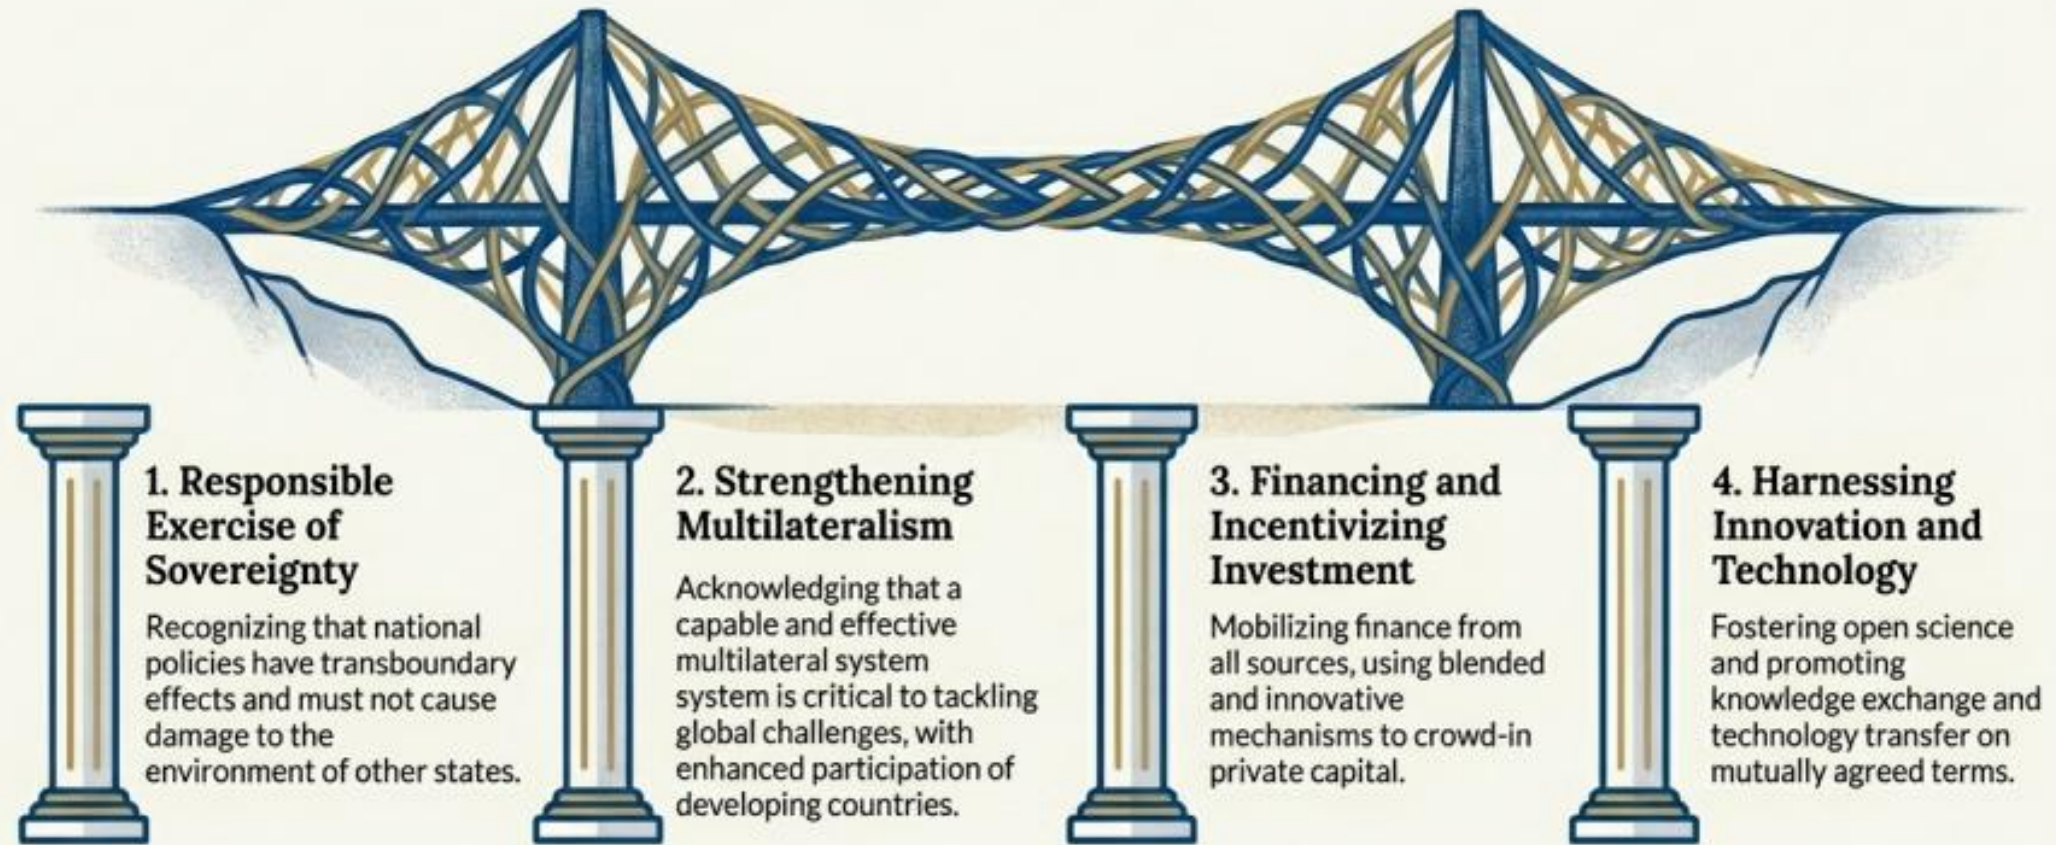 1. Responsible
Exercise of
Sovereignty
Recognizing that national
policies have transboundary
effects and must not cause
damage to the
environment of other states.
2. Strengthening
Multilateralism
Acknowledging that a
capable and effective
multilateral system
system is critical to tackling
global challenges, with
enhanced participation of
developing countries.
3. Financing and
Incentivizing
Investment
Mobilizing finance from
all sources, using blended
and innovative
mechanisms to crowd-in
private capital.
4. Harnessing
Innovation and
Technology
Fostering open science
and promoting
knowledge exchange and
technology transfer on
mutually agreed terms.